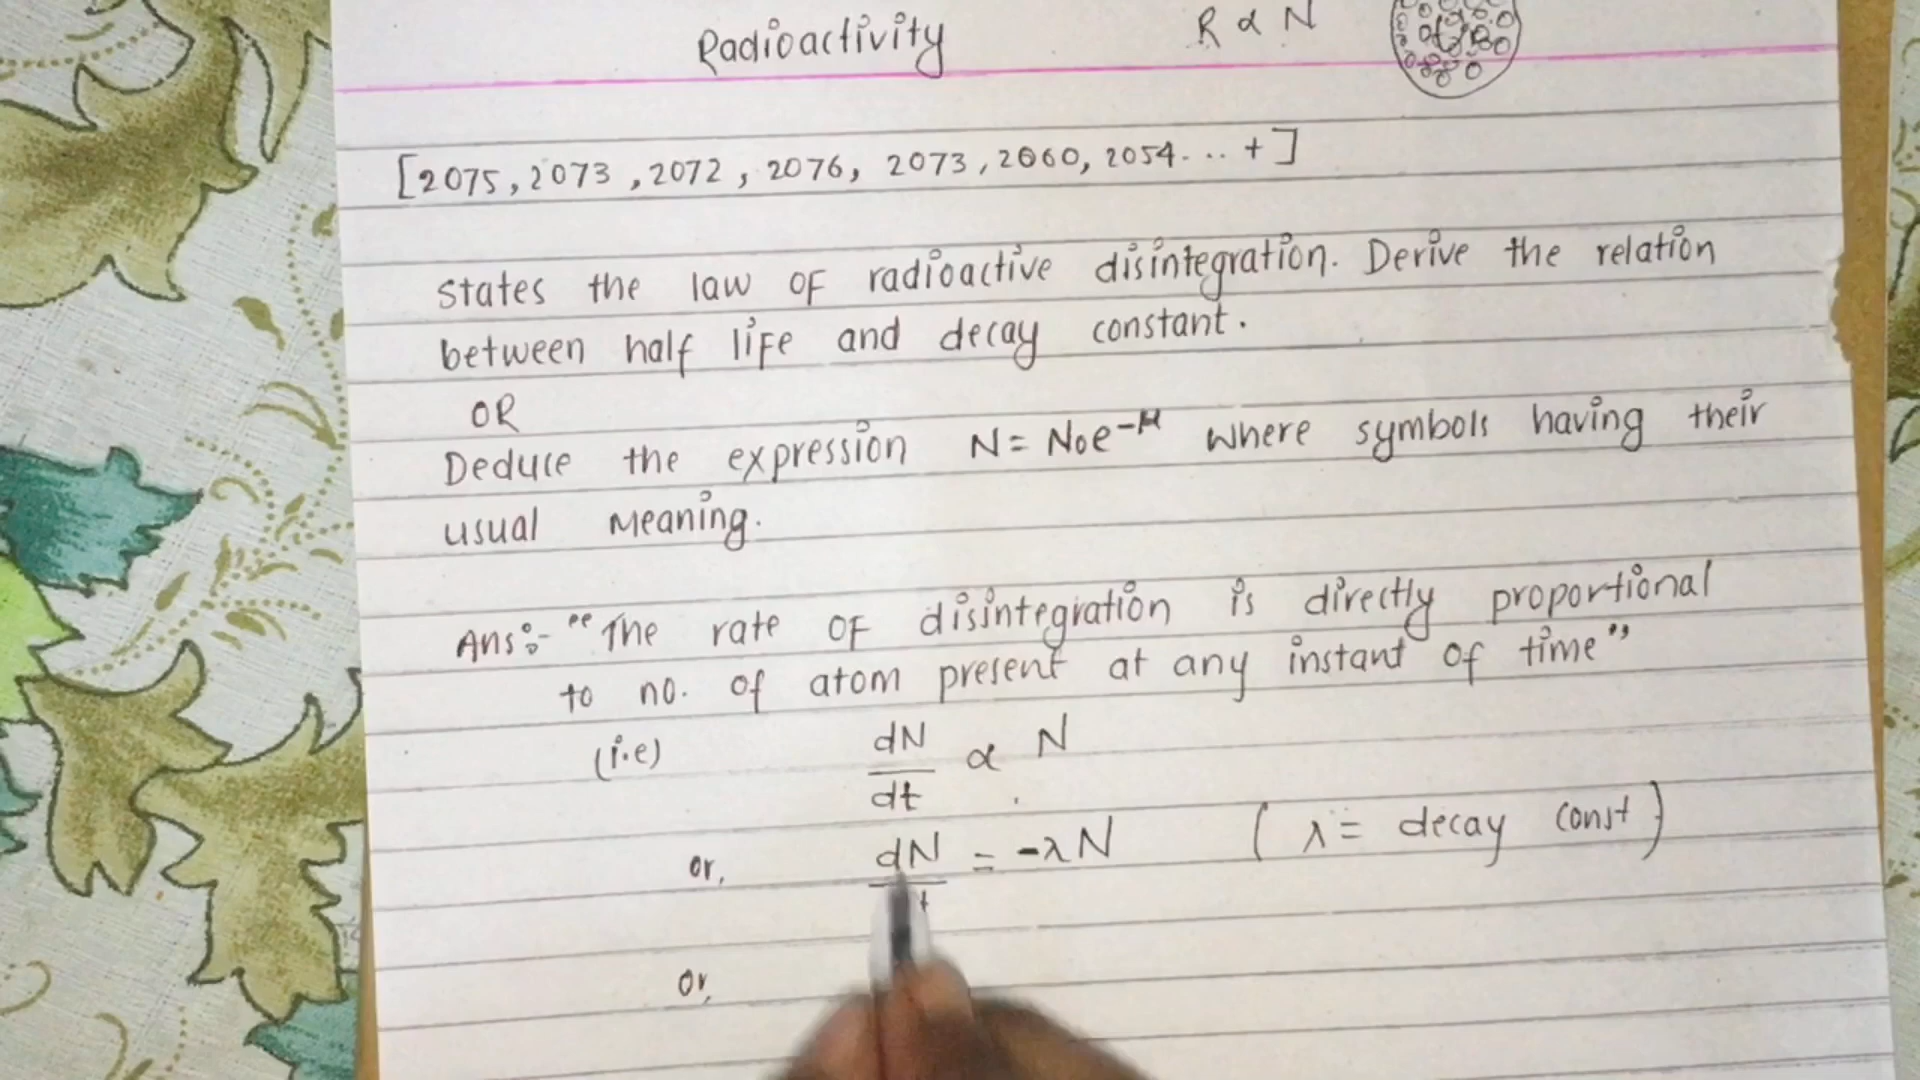 Radioactivity R ∝ N
[2075, 2073, 2072, 2076, 2073, 2060, 2054. ... + ]
states the law of radioactive disintegration. Derive the relation
between half life and decay constant.
OR
Deduce the expression N = N₀e⁻ where symbols having their
usual meaning.
Ans:- "The rate of disintegration is directly proportional
to no. of atom present at any instant of time"
(i.e) dN/dt ∝ N
or, dN/ = -λN (λ = decay const)
or,